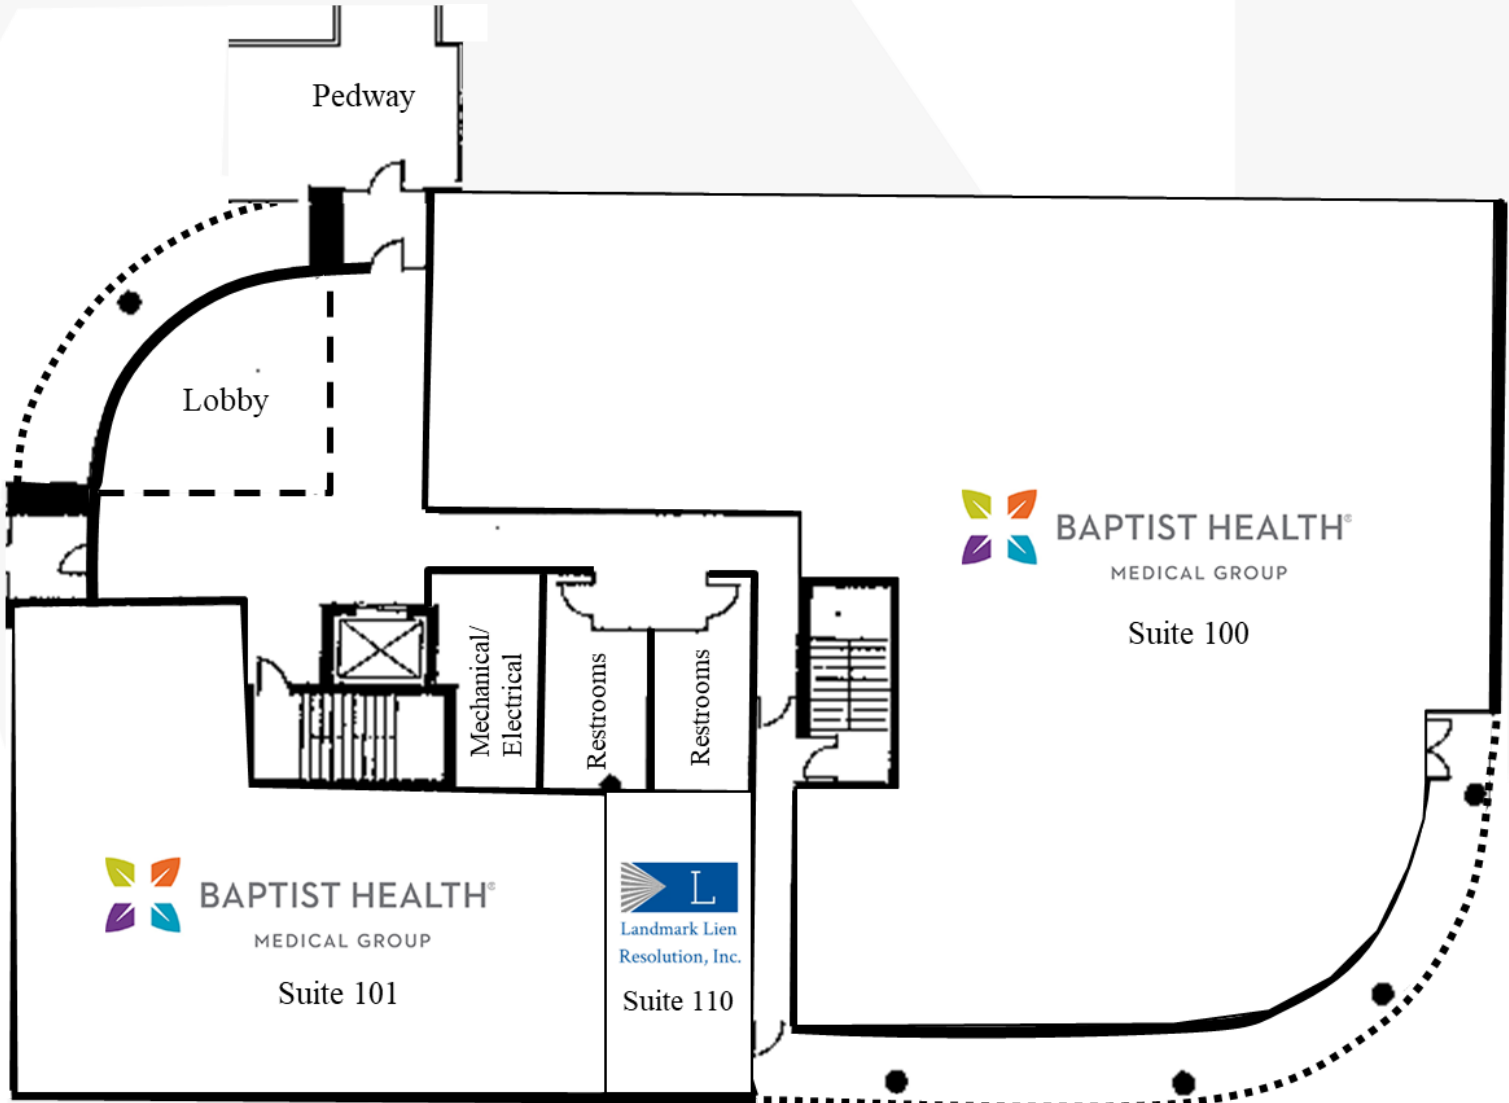 Pedway
Lobby
BAPTIST HEALTH®
MEDICAL GROUP
Suite 100
Mechanical/
Electrical
Restrooms
Restrooms
BAPTIST HEALTH®
MEDICAL GROUP
Suite 101
L
Landmark Lien
Resolution, Inc.
Suite 110